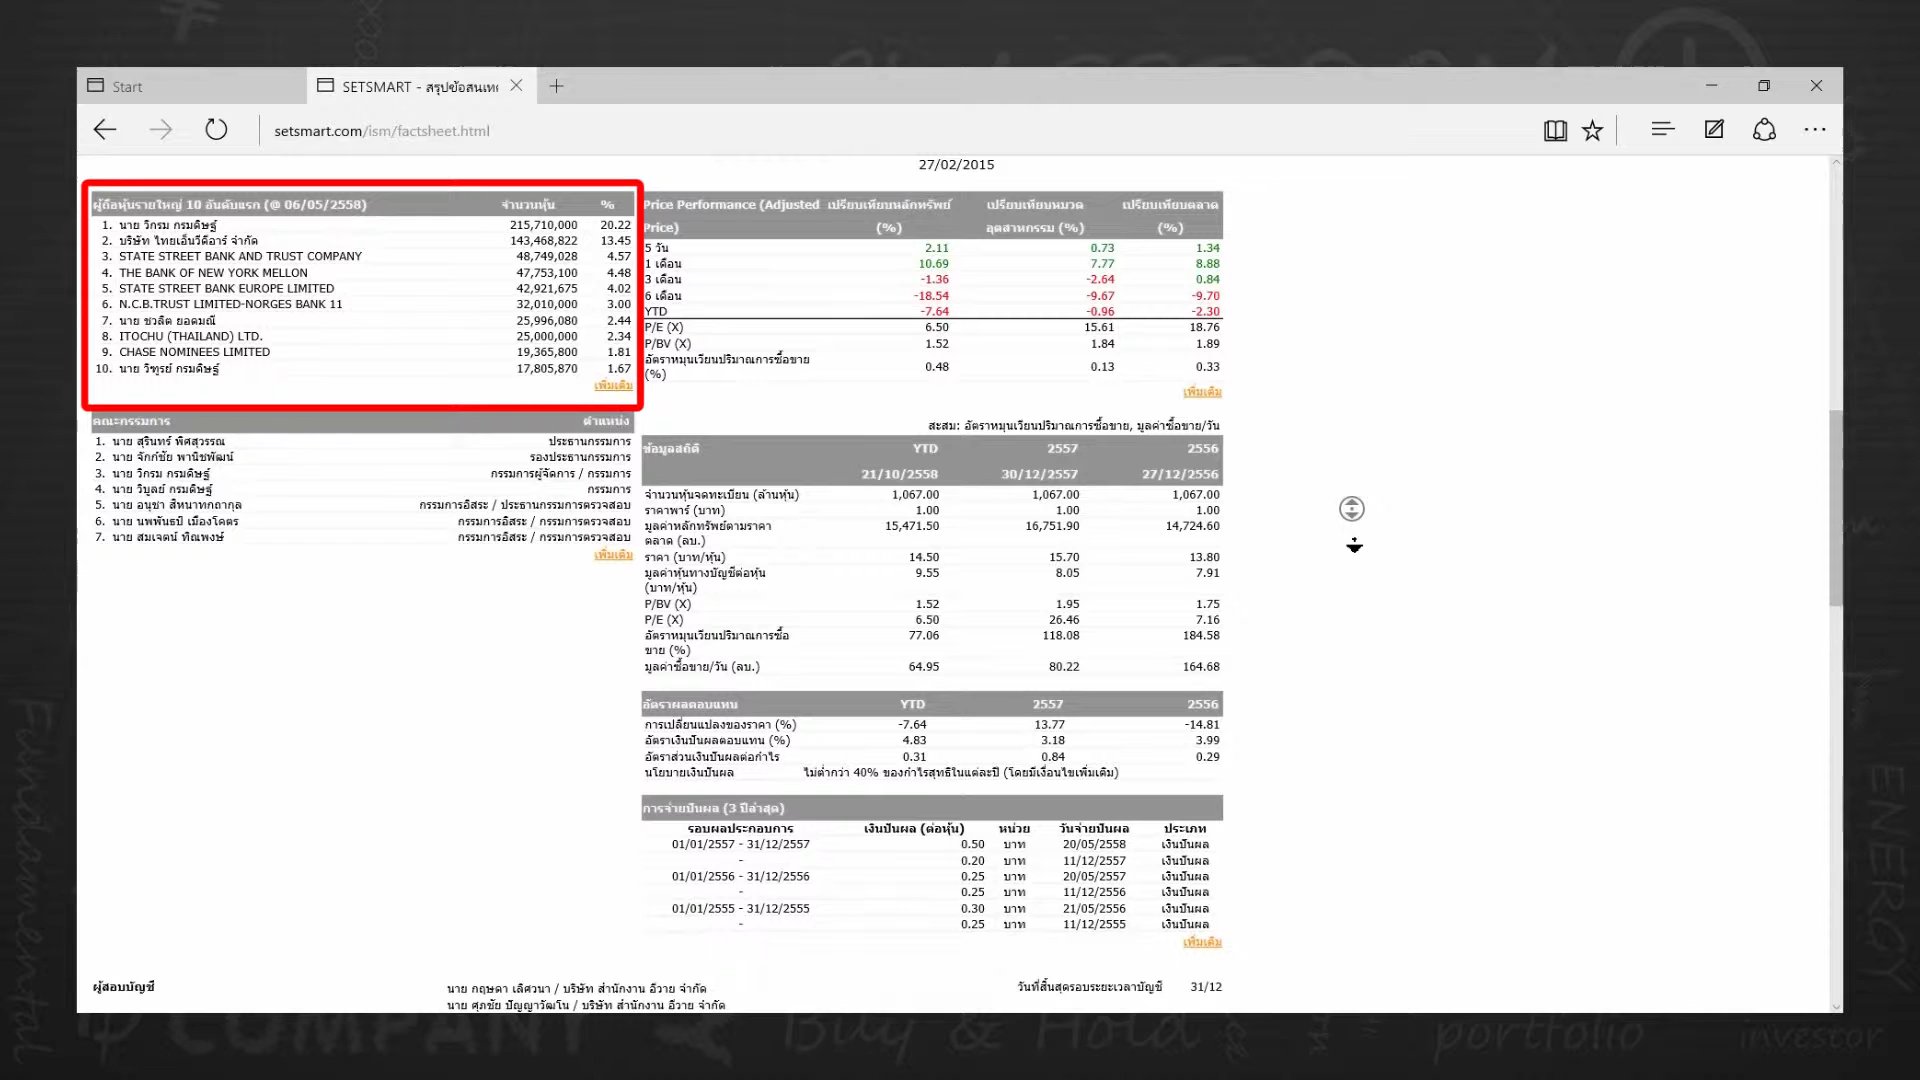 Start
SETSMART - สรุปข้อสนเทศ
setsmart.com/ism/factsheet.html
27/02/2015
ผู้ถือหุ้นรายใหญ่ 10 อันดับแรก (@ 06/05/2558) จำนวนหุ้น %
1. นาย วิกรม กรมดิษฐ์ 215,710,000 20.22
2. บริษัท ไทยเอ็นวีดีอาร์ จำกัด 143,468,822 13.45
3. STATE STREET BANK AND TRUST COMPANY 48,749,028 4.57
4. THE BANK OF NEW YORK MELLON 47,753,100 4.48
5. STATE STREET BANK EUROPE LIMITED 42,921,675 4.02
6. N.C.B.TRUST LIMITED-NORGES BANK 11 32,010,000 3.00
7. นาย ชวลิต ยอดมณี 25,996,080 2.44
8. ITOCHU (THAILAND) LTD. 25,000,000 2.34
9. CHASE NOMINEES LIMITED 19,365,800 1.81
10. นาย วิฑูรย์ กรมดิษฐ์ 17,805,870 1.67
เพิ่มเติม
คณะกรรมการ ตำแหน่ง
1. นาย สุรินทร์ พิศสุวรรณ ประธานกรรมการ
2. นาย จักก์ชัย พานิชพัฒน์ รองประธานกรรมการ
3. นาย วิกรม กรมดิษฐ์ กรรมการผู้จัดการ / กรรมการ
4. นาย วิบูลย์ กรมดิษฐ์ กรรมการ
5. นาย อนุชา สิหนาทกถากุล กรรมการอิสระ / ประธานกรรมการตรวจสอบ
6. นาย นพพันธป์ เมืองโคตร กรรมการอิสระ / กรรมการตรวจสอบ
7. นาย สมเจตน์ ทิณพงษ์ กรรมการอิสระ / กรรมการตรวจสอบ
เพิ่มเติม
Price Performance (Adjusted เปรียบเทียบหลักทรัพย์ เปรียบเทียบหมวด เปรียบเทียบตลาด
Price) (%) อุตสาหกรรม (%) (%)
5 วัน 2.11 0.73 1.34
1 เดือน 10.69 7.77 8.88
3 เดือน -1.36 -2.64 0.84
6 เดือน -18.54 -9.67 -9.70
YTD -7.64 -0.96 -2.30
P/E (X) 6.50 15.61 18.76
P/BV (X) 1.52 1.84 1.89
อัตราหมุนเวียนปริมาณการซื้อขาย
(%) 0.48 0.13 0.33
เพิ่มเติม
สะสม: อัตราหมุนเวียนปริมาณการซื้อขาย, มูลค่าซื้อขาย/วัน
ข้อมูลสถิติ YTD 2557 2556
21/10/2558 30/12/2557 27/12/2556
จำนวนหุ้นจดทะเบียน (ล้านหุ้น) 1,067.00 1,067.00 1,067.00
ราคาพาร์ (บาท) 1.00 1.00 1.00
มูลค่าหลักทรัพย์ตามราคา 15,471.50 16,751.90 14,724.60
ตลาด (ลบ.)
ราคา (บาท/หุ้น) 14.50 15.70 13.80
มูลค่าหุ้นทางบัญชีต่อหุ้น 9.55 8.05 7.91
(บาท/หุ้น)
P/BV (X) 1.52 1.95 1.75
P/E (X) 6.50 26.46 7.16
อัตราหมุนเวียนปริมาณการซื้อ 77.06 118.08 184.58
ขาย (%)
มูลค่าซื้อขาย/วัน (ลบ.) 64.95 80.22 164.68
อัตราผลตอบแทน YTD 2557 2556
การเปลี่ยนแปลงของราคา (%) -7.64 13.77 -14.81
อัตราเงินปันผลตอบแทน (%) 4.83 3.18 3.99
อัตราส่วนเงินปันผลต่อกำไร 0.31 0.84 0.29
นโยบายเงินปันผล ไม่ต่ำกว่า 40% ของกำไรสุทธิในแต่ละปี (โดยมีเงื่อนไขเพิ่มเติม)
การจ่ายปันผล (3 ปีล่าสุด)
รอบผลประกอบการ เงินปันผล (ต่อหุ้น) หน่วย วันจ่ายปันผล ประเภท
01/01/2557 - 31/12/2557 0.50 บาท 20/05/2558 เงินปันผล
- 0.20 บาท 11/12/2557 เงินปันผล
01/01/2556 - 31/12/2556 0.25 บาท 20/05/2557 เงินปันผล
- 0.25 บาท 11/12/2556 เงินปันผล
01/01/2555 - 31/12/2555 0.30 บาท 21/05/2556 เงินปันผล
- 0.25 บาท 11/12/2555 เงินปันผล
เพิ่มเติม
ผู้สอบบัญชี นาย กฤษดา เลิศวนา / บริษัท สำนักงาน อีวาย จำกัด วันที่สิ้นสุดรอบระยะเวลาบัญชี 31/12
นาย ศุภชัย ปัญญาวัฒโน / บริษัท สำนักงาน อีวาย จำกัด
Fundamental
ENERGY
COMPANY Buy & Hold portfolio investor